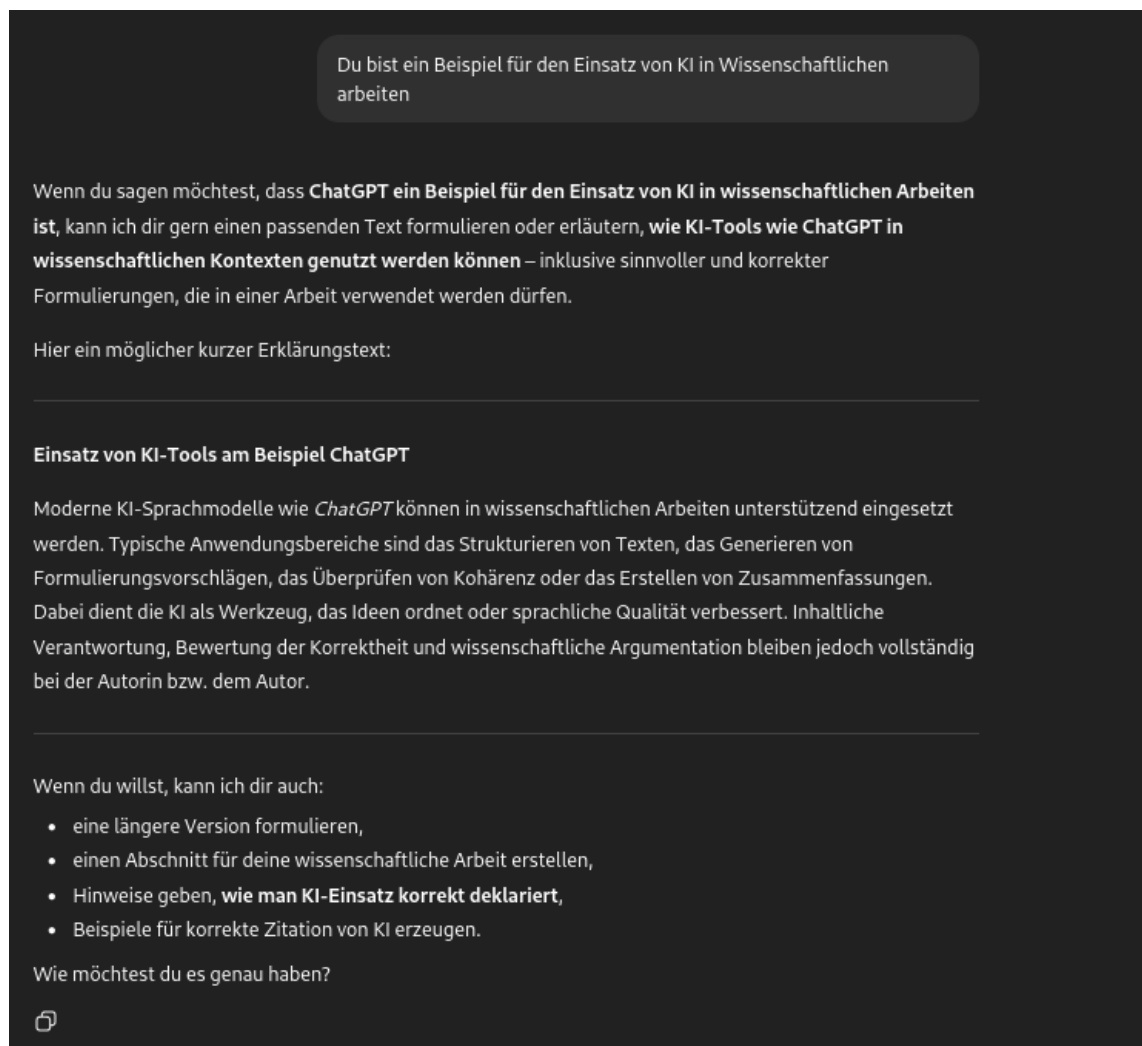 Du bist ein Beispiel für den Einsatz von KI in Wissenschaftlichen
arbeiten
Wenn du sagen möchtest, dass ChatGPT ein Beispiel für den Einsatz von KI in wissenschaftlichen Arbeiten
ist, kann ich dir gern einen passenden Text formulieren oder erläutern, wie KI-Tools wie ChatGPT in
wissenschaftlichen Kontexten genutzt werden können – inklusive sinnvoller und korrekter
Formulierungen, die in einer Arbeit verwendet werden dürfen.
Hier ein möglicher kurzer Erklärungstext:
Einsatz von KI-Tools am Beispiel ChatGPT
Moderne KI-Sprachmodelle wie ChatGPT können in wissenschaftlichen Arbeiten unterstützend eingesetzt
werden. Typische Anwendungsbereiche sind das Strukturieren von Texten, das Generieren von
Formulierungsvorschlägen, das Überprüfen von Kohärenz oder das Erstellen von Zusammenfassungen.
Dabei dient die KI als Werkzeug, das Ideen ordnet oder sprachliche Qualität verbessert. Inhaltliche
Verantwortung, Bewertung der Korrektheit und wissenschaftliche Argumentation bleiben jedoch vollständig
bei der Autorin bzw. dem Autor.
Wenn du willst, kann ich dir auch:
• eine längere Version formulieren,
• einen Abschnitt für deine wissenschaftliche Arbeit erstellen,
• Hinweise geben, wie man KI-Einsatz korrekt deklariert,
• Beispiele für korrekte Zitation von KI erzeugen.
Wie möchtest du es genau haben?